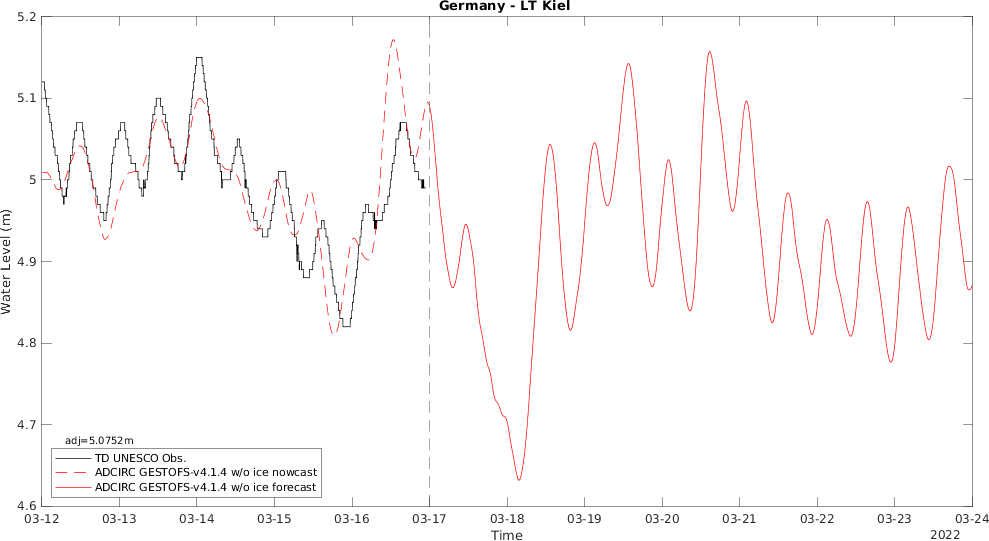 Germany - LT Kiel
5.2
5.1
5
4.9
4.8
4.7
4.6
Water Level (m)
adj=5.0752m
TD UNESCO Obs.
ADCIRC GESTOFS-v4.1.4 w/o ice nowcast
ADCIRC GESTOFS-v4.1.4 w/o ice forecast
03-12 03-13 03-14 03-15 03-16 03-17 03-18 03-19 03-20 03-21 03-22 03-23 03-24
Time
2022